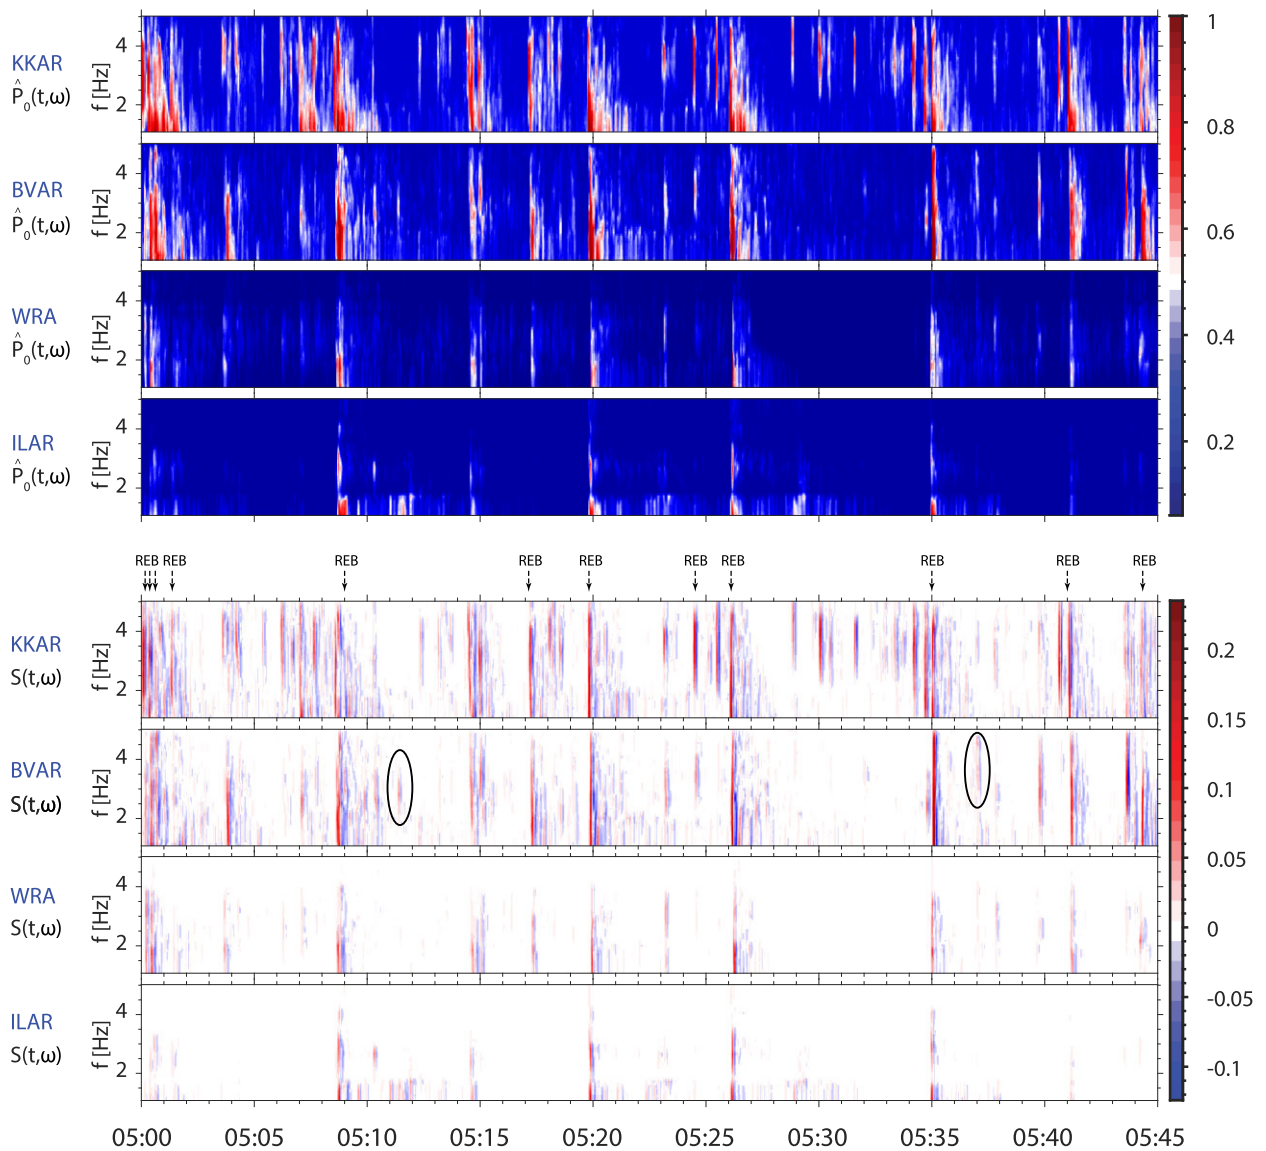 KKAR
P̂₀(t,ω)
f [Hz]
4
2
BVAR
P̂₀(t,ω)
f [Hz]
4
2
WRA
P̂₀(t,ω)
f [Hz]
4
2
ILAR
P̂₀(t,ω)
f [Hz]
4
2
1
0.8
0.6
0.4
0.2
REB REB REB REB REB REB REB REB REB REB
KKAR
S(t,ω)
f [Hz]
4
2
BVAR
S(t,ω)
f [Hz]
4
2
WRA
S(t,ω)
f [Hz]
4
2
ILAR
S(t,ω)
f [Hz]
4
2
0.2
0.15
0.1
0.05
0
-0.05
-0.1
05:00 05:05 05:10 05:15 05:20 05:25 05:30 05:35 05:40 05:45